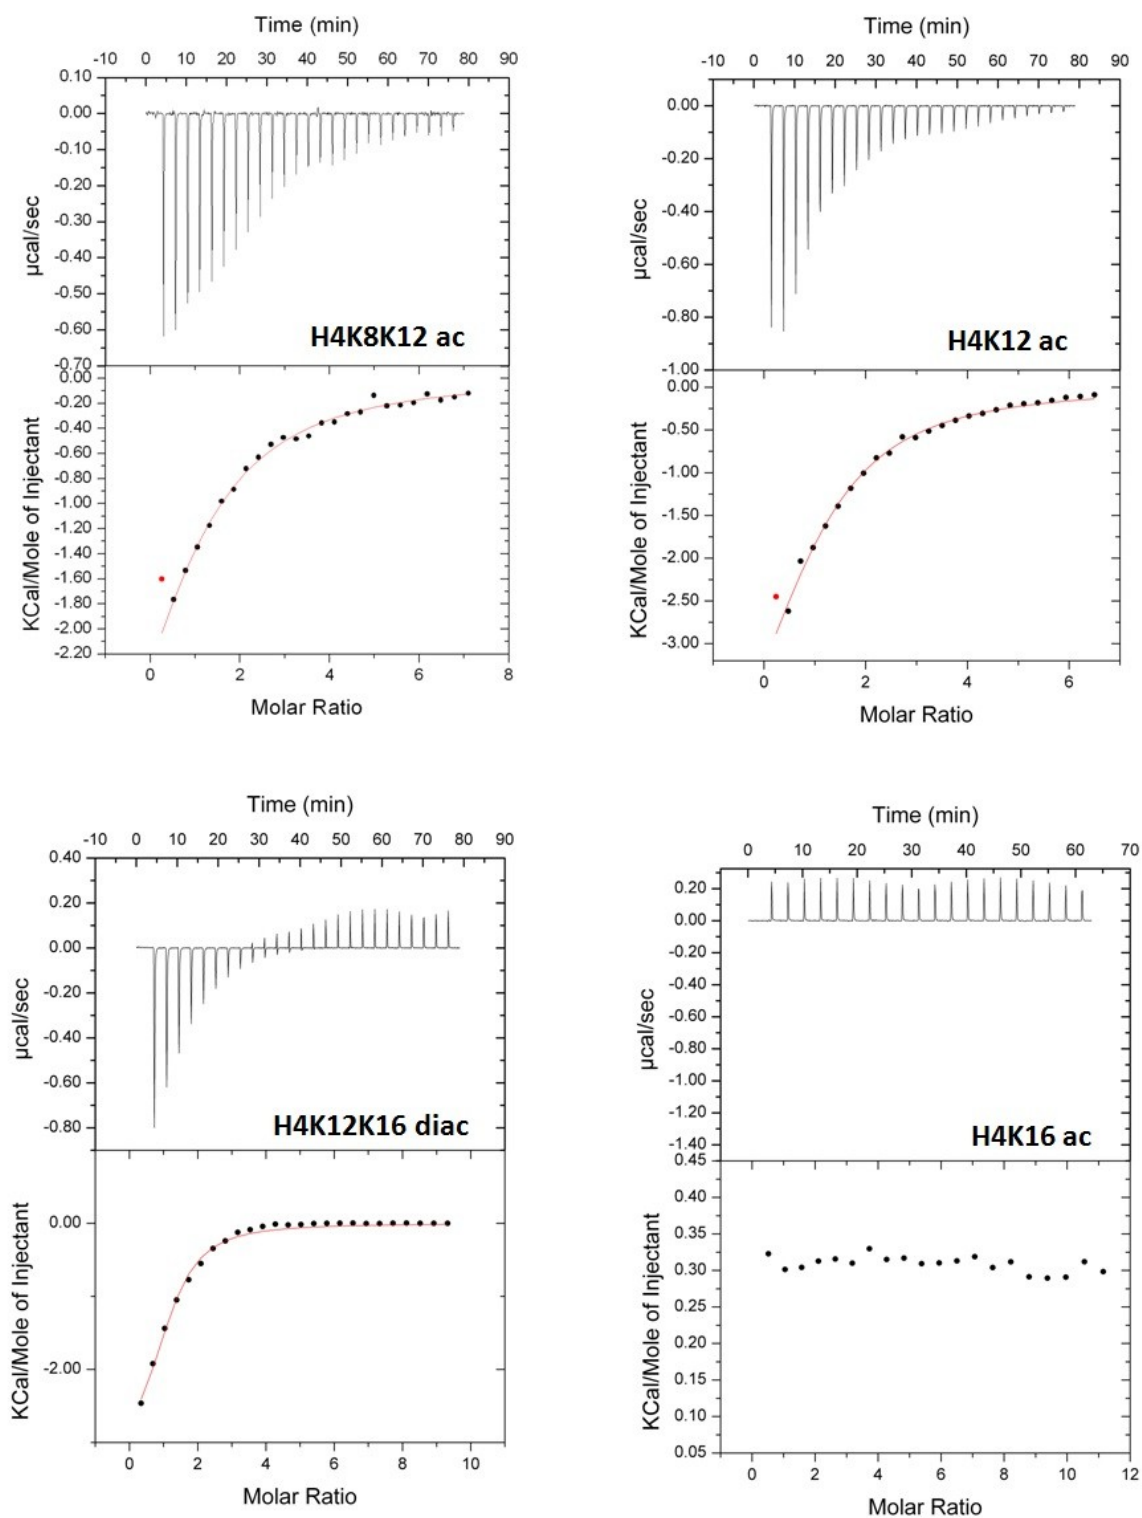 Time (min)
-10 0 10 20 30 40 50 60 70 80 90
0.10
0.00
-0.10
-0.20
-0.30
-0.40
-0.50
-0.60
-0.70
µcal/sec
H4K8K12 ac
0.00
-0.20
-0.40
-0.60
-0.80
-1.00
-1.20
-1.40
-1.60
-1.80
-2.00
-2.20
KCal/Mole of Injectant
0 2 4 6 8
Molar Ratio
Time (min)
-10 0 10 20 30 40 50 60 70 80 90
0.00
-0.20
-0.40
-0.60
-0.80
-1.00
µcal/sec
H4K12 ac
0.00
-0.50
-1.00
-1.50
-2.00
-2.50
-3.00
KCal/Mole of Injectant
0 2 4 6
Molar Ratio
Time (min)
-10 0 10 20 30 40 50 60 70 80 90
0.40
0.20
0.00
-0.20
-0.40
-0.60
-0.80
µcal/sec
H4K12K16 diac
0.00
-2.00
KCal/Mole of Injectant
0 2 4 6 8 10
Molar Ratio
Time (min)
0 10 20 30 40 50 60 70
0.20
0.00
-0.20
-0.40
-0.60
-0.80
-1.00
-1.20
-1.40
µcal/sec
H4K16 ac
0.45
0.40
0.35
0.30
0.25
0.20
0.15
0.10
0.05
KCal/Mole of Injectant
0 2 4 6 8 10 12
Molar Ratio